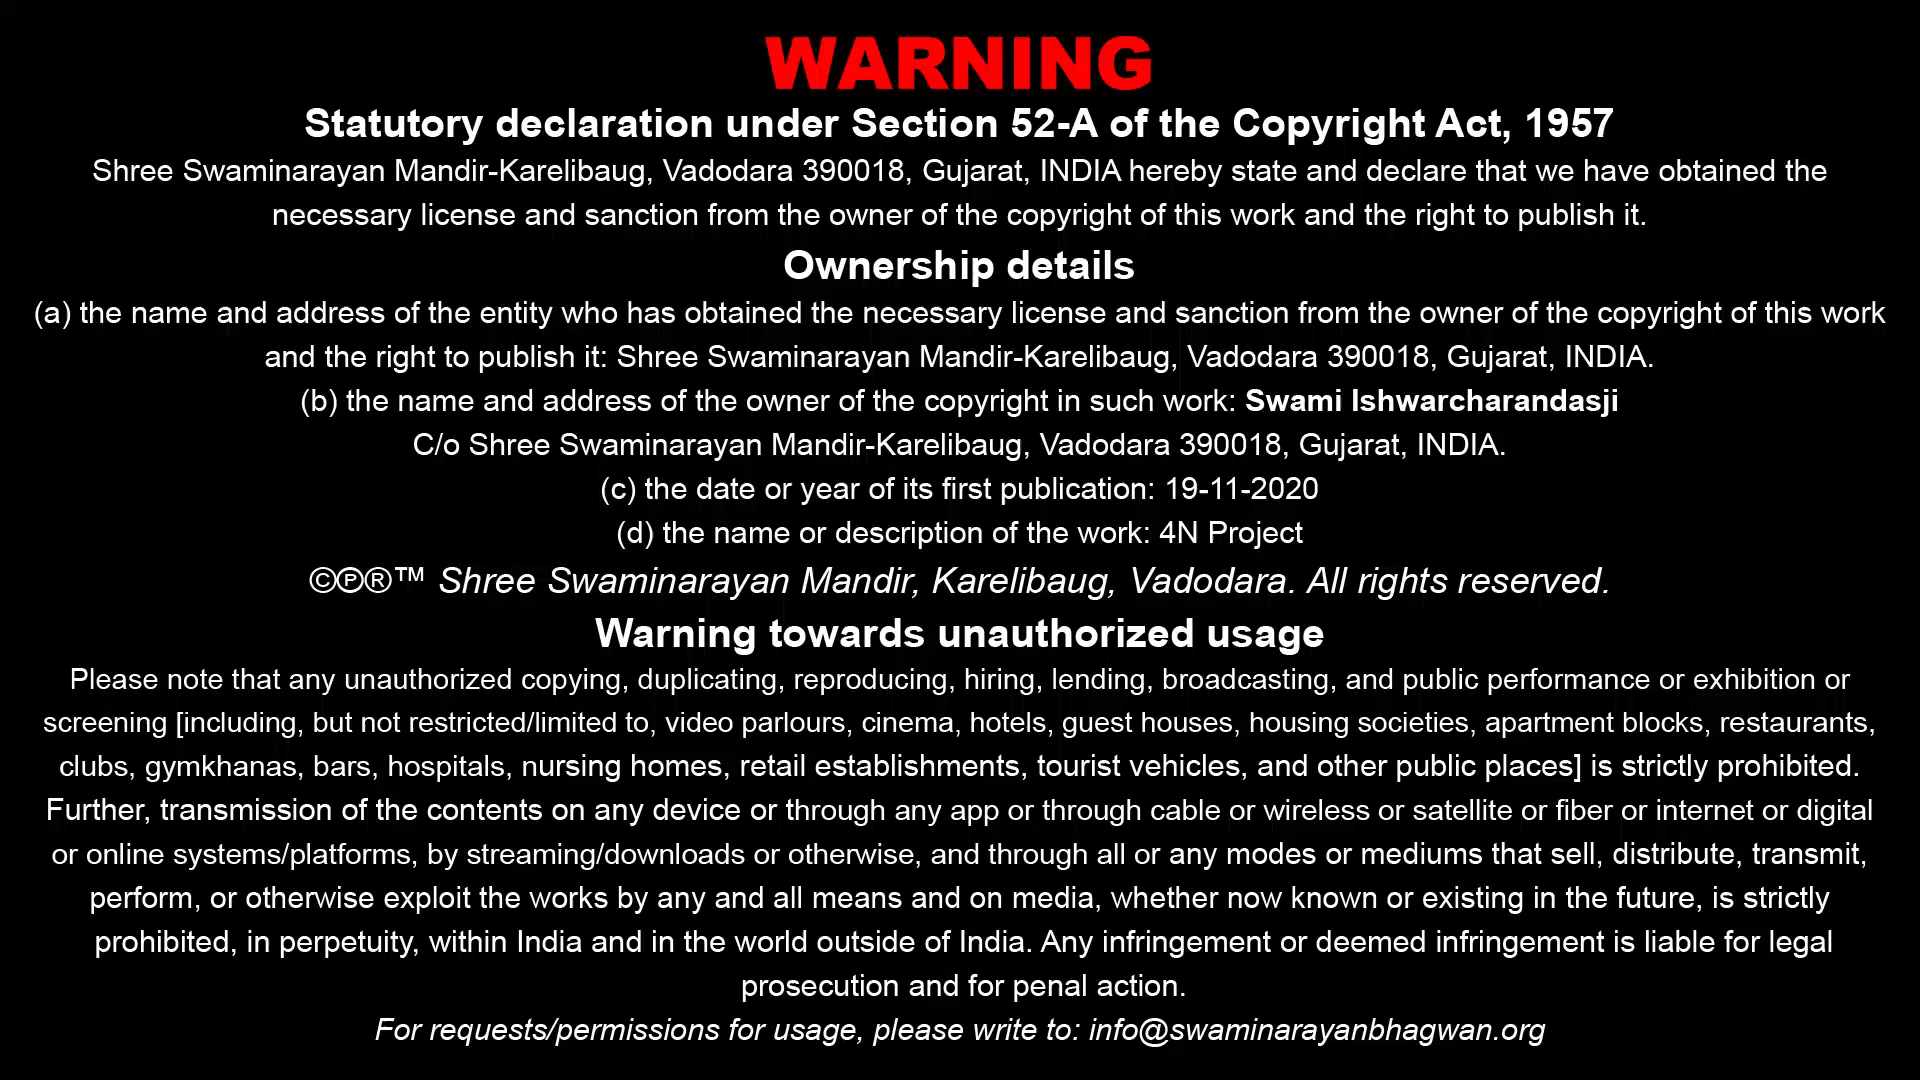 WARNING
Statutory declaration under Section 52-A of the Copyright Act, 1957
Shree Swaminarayan Mandir-Karelibaug, Vadodara 390018, Gujarat, INDIA hereby state and declare that we have obtained the
necessary license and sanction from the owner of the copyright of this work and the right to publish it.
Ownership details
(a) the name and address of the entity who has obtained the necessary license and sanction from the owner of the copyright of this work
and the right to publish it: Shree Swaminarayan Mandir-Karelibaug, Vadodara 390018, Gujarat, INDIA.
(b) the name and address of the owner of the copyright in such work: Swami Ishwarcharandasji
C/o Shree Swaminarayan Mandir-Karelibaug, Vadodara 390018, Gujarat, INDIA.
(c) the date or year of its first publication: 19-11-2020
(d) the name or description of the work: 4N Project
©℗®™ Shree Swaminarayan Mandir, Karelibaug, Vadodara. All rights reserved.
Warning towards unauthorized usage
Please note that any unauthorized copying, duplicating, reproducing, hiring, lending, broadcasting, and public performance or exhibition or
screening [including, but not restricted/limited to, video parlours, cinema, hotels, guest houses, housing societies, apartment blocks, restaurants,
clubs, gymkhanas, bars, hospitals, nursing homes, retail establishments, tourist vehicles, and other public places] is strictly prohibited.
Further, transmission of the contents on any device or through any app or through cable or wireless or satellite or fiber or internet or digital
or online systems/platforms, by streaming/downloads or otherwise, and through all or any modes or mediums that sell, distribute, transmit,
perform, or otherwise exploit the works by any and all means and on media, whether now known or existing in the future, is strictly
prohibited, in perpetuity, within India and in the world outside of India. Any infringement or deemed infringement is liable for legal
prosecution and for penal action.
For requests/permissions for usage, please write to: info@swaminarayanbhagwan.org